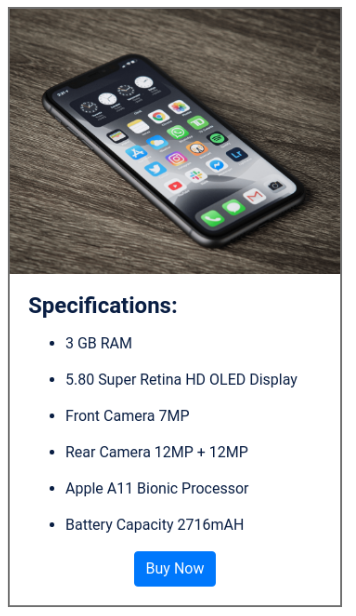 Specifications:
3 GB RAM
5.80 Super Retina HD OLED Display
Front Camera 7MP
Rear Camera 12MP + 12MP
Apple A11 Bionic Processor
Battery Capacity 2716mAH
Buy Now